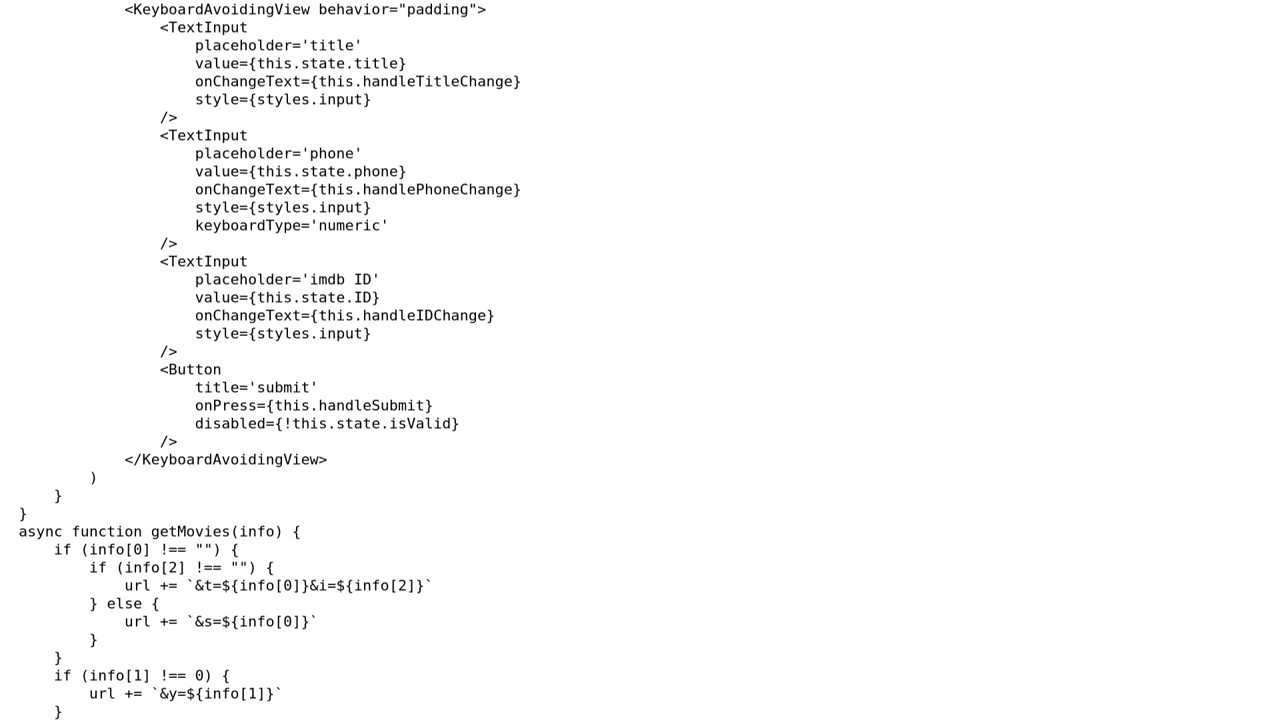 <KeyboardAvoidingView behavior="padding">
<TextInput
placeholder='title'
value={this.state.title}
onChangeText={this.handleTitleChange}
style={styles.input}
/>
<TextInput
placeholder='phone'
value={this.state.phone}
onChangeText={this.handlePhoneChange}
style={styles.input}
keyboardType='numeric'
/>
<TextInput
placeholder='imdb ID'
value={this.state.ID}
onChangeText={this.handleIDChange}
style={styles.input}
/>
<Button
title='submit'
onPress={this.handleSubmit}
disabled={!this.state.isValid}
/>
</KeyboardAvoidingView>
)
}
}
async function getMovies(info) {
if (info[0] !== "") {
if (info[2] !== "") {
url += `&t=${info[0]}&i=${info[2]}`
} else {
url += `&s=${info[0]}`
}
}
if (info[1] !== 0) {
url += `&y=${info[1]}`
}